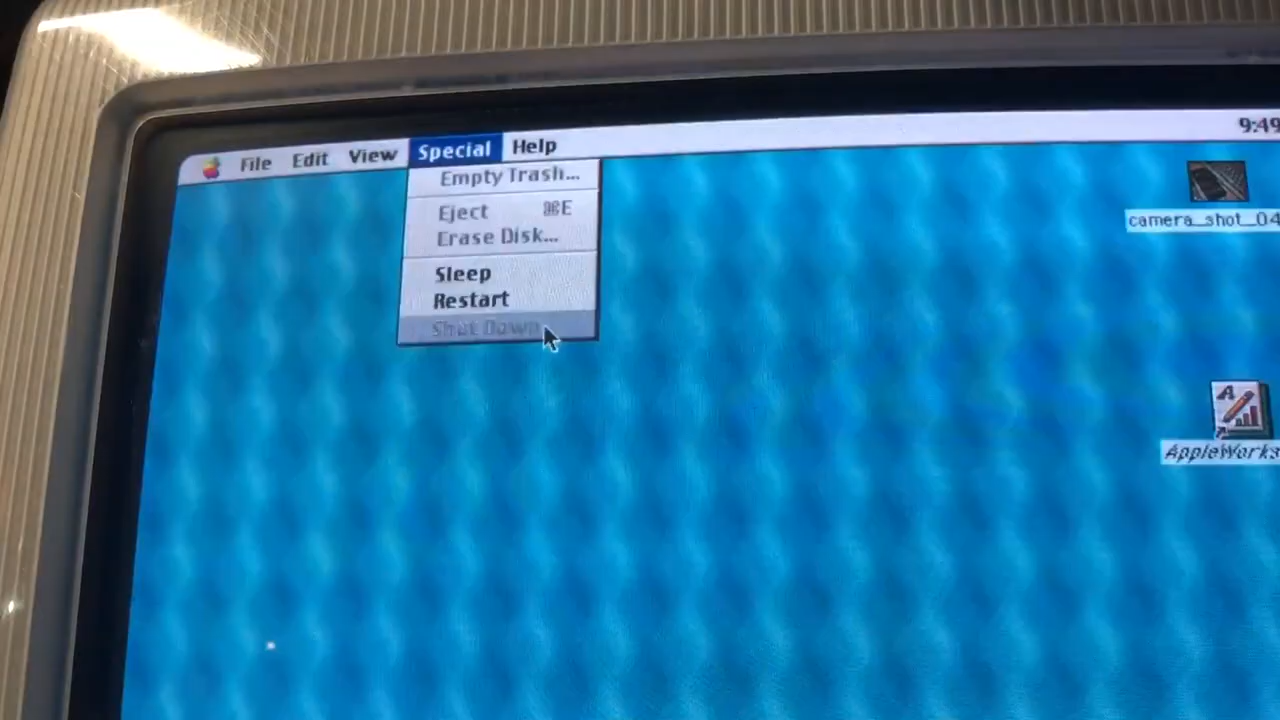 File Edit View Special Help 9:49
Empty Trash...
Eject ⌘E
Erase Disk...
Sleep
Restart
Shut Down
camera_shot_04
AppleWorks